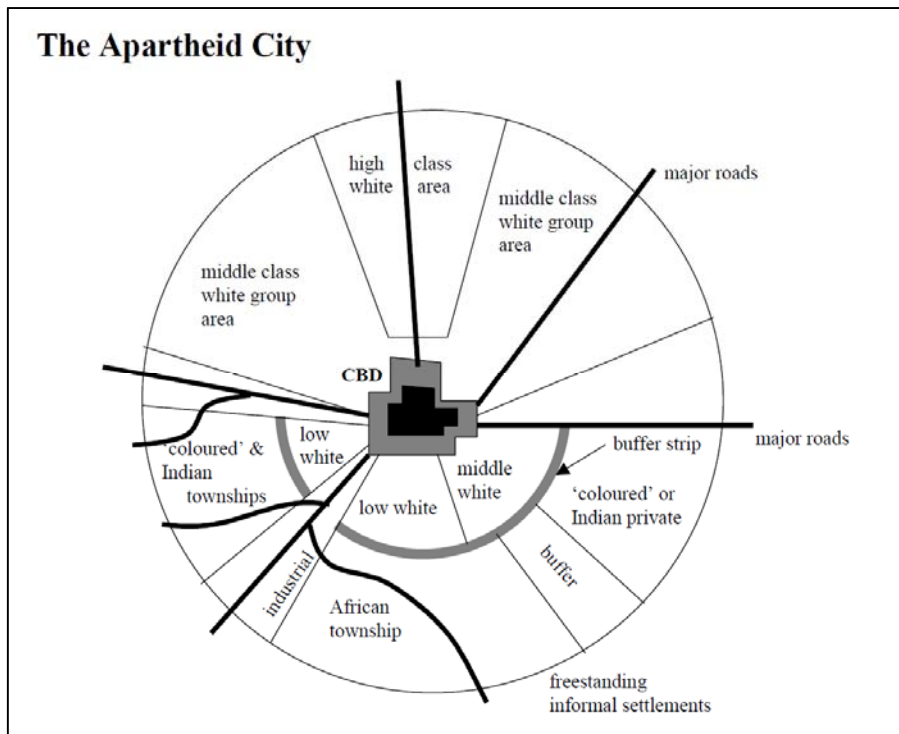 The Apartheid City
high class
white area
major roads
middle class
white group
area
middle class
white group
area
CBD
'coloured' &
Indian
townships
low
white
middle
white
low white
buffer strip
major roads
'coloured' or
Indian private
buffer
industrial
African
township
freestanding
informal settlements